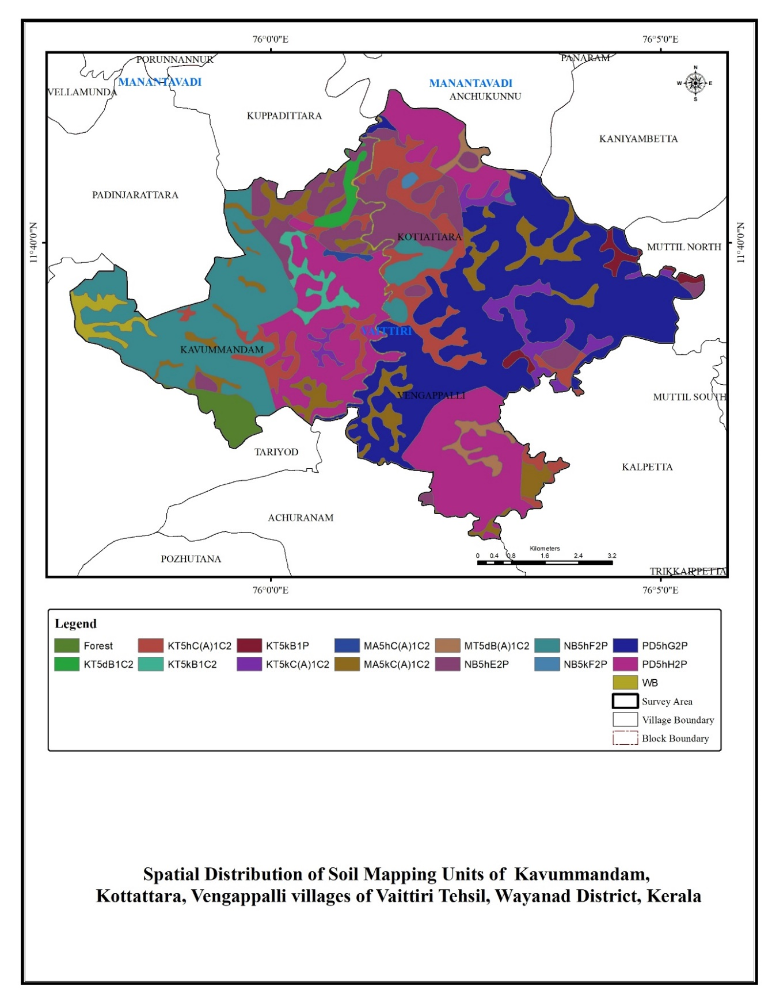 76°0'0"E 76°5'0"E
PORUNNANNUR PANARAM
MANANTAVADI MANANTAVADI
VELLAMUNDA ANCHUKUNNU
N
W E
S
KUPPADITTARA
KANIYAMBETTA
PADINJARATTARA
11°40'0"N 11°40'0"N
KOTTATTARA
MUTTIL NORTH
VAITTIRI
KAVUMMANDAM
VENGAPPALLI
MUTTIL SOUTH
TARIYOD
KALPETTA
ACHURANAM
Kilometers
0 0.4 0.8 1.6 2.4 3.2
POZHUTANA
TRIKKAIPPETTA
76°0'0"E 76°5'0"E
Legend
Forest KT5hC(A)1C2 KT5kB1P MA5hC(A)1C2 MT5dB(A)1C2 NB5hF2P PD5hG2P
KT5dB1C2 KT5kB1C2 KT5kC(A)1C2 MA5kC(A)1C2 NB5hE2P NB5kF2P PD5hH2P
WB
Survey Area
Village Boundary
Block Boundary
Spatial Distribution of Soil Mapping Units of Kavummandam,
Kottattara, Vengappalli villages of Vaittiri Tehsil, Wayanad District, Kerala